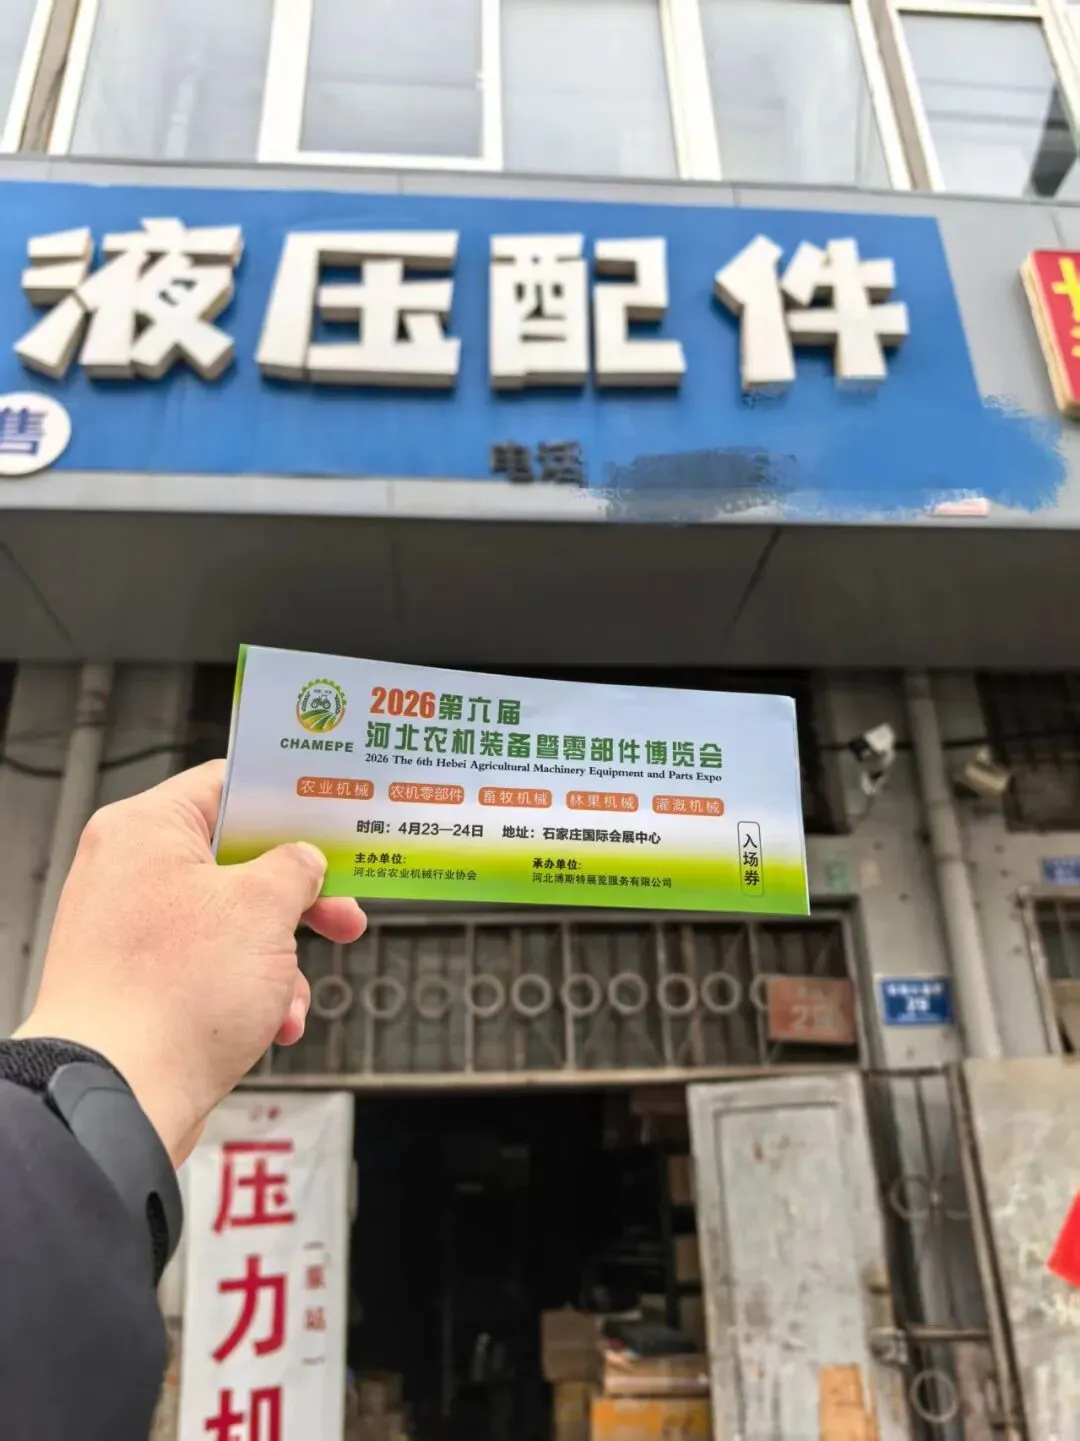 液压配件
售
电话
CHAMEPE
2026第六届
河北农机装备暨零部件博览会
2026 The 6th Hebei Agricultural Machinery Equipment and Parts Expo
农业机械 农机零部件 畜牧机械 林果机械 灌溉机械
时间：4月23—24日 地址：石家庄国际会展中心
主办单位：
河北省农业机械行业协会
承办单位：
河北博斯特展览服务有限公司
入场券
压力机